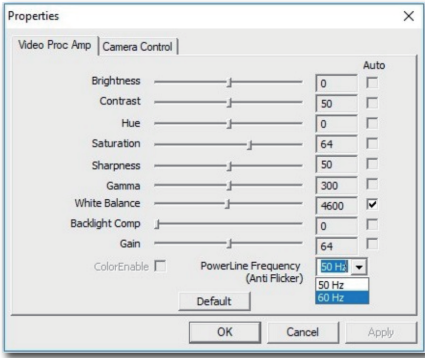 Properties
Video Proc Amp Camera Control
Auto
Brightness 0
Contrast 50
Hue 0
Saturation 64
Sharpness 50
Gamma 300
White Balance 4600
Backlight Comp 0
Gain 64
ColorEnable PowerLine Frequency 50 Hz
(Anti Flicker)
50 Hz
60 Hz
Default
OK Cancel Apply